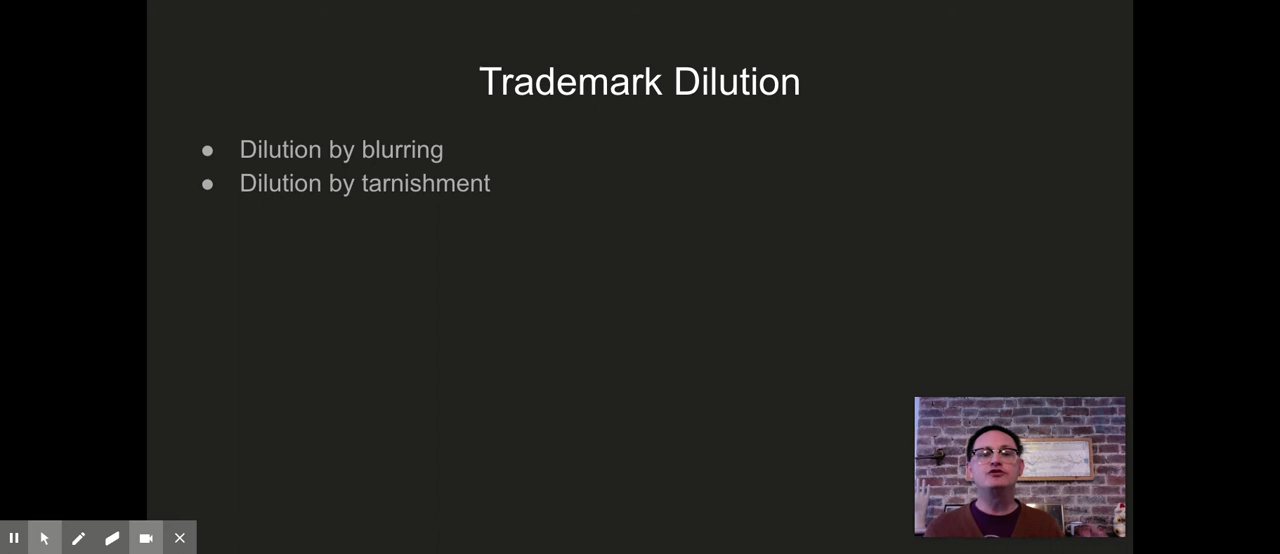 Trademark Dilution
● Dilution by blurring
● Dilution by tarnishment